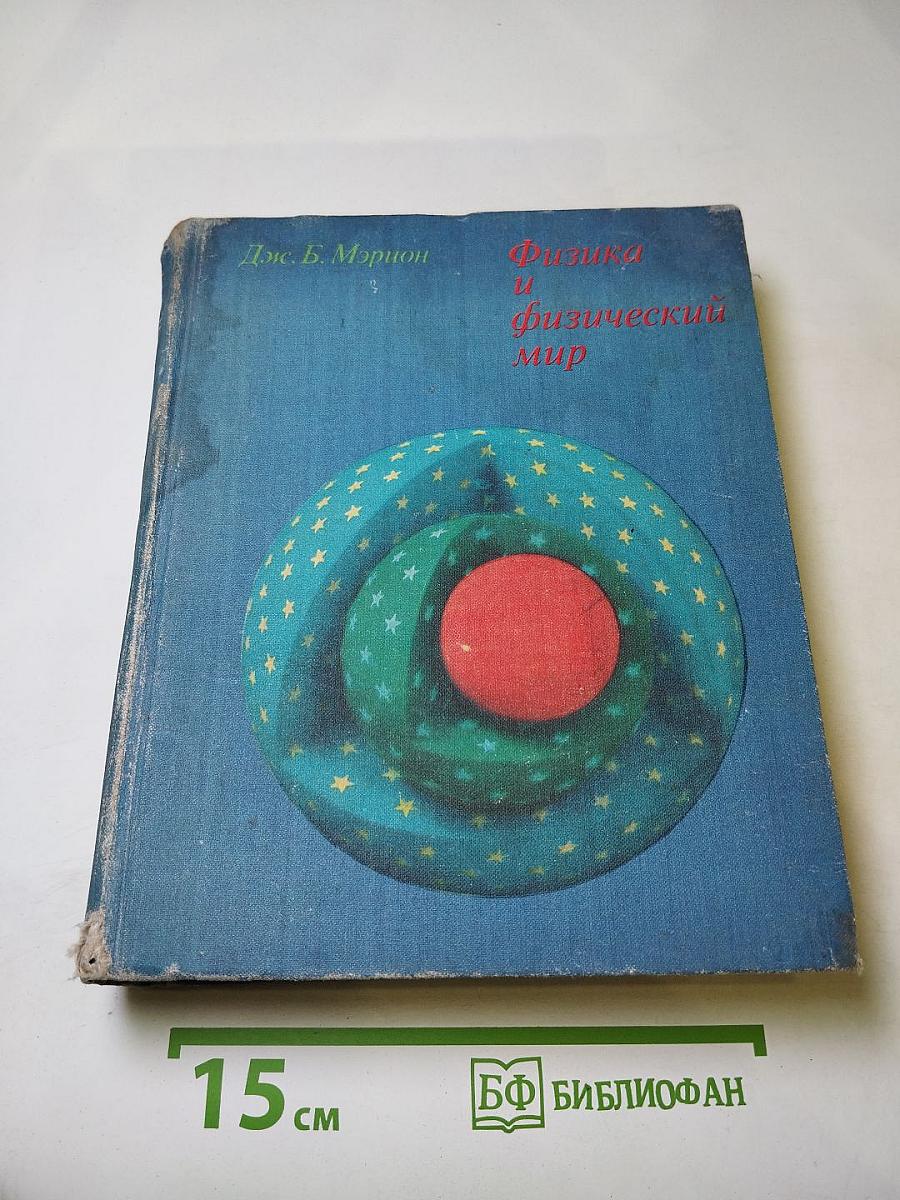 Дж. Б. Мэрион
Физика
и
физический
мир
15 см
БФ БИБЛИОФАН